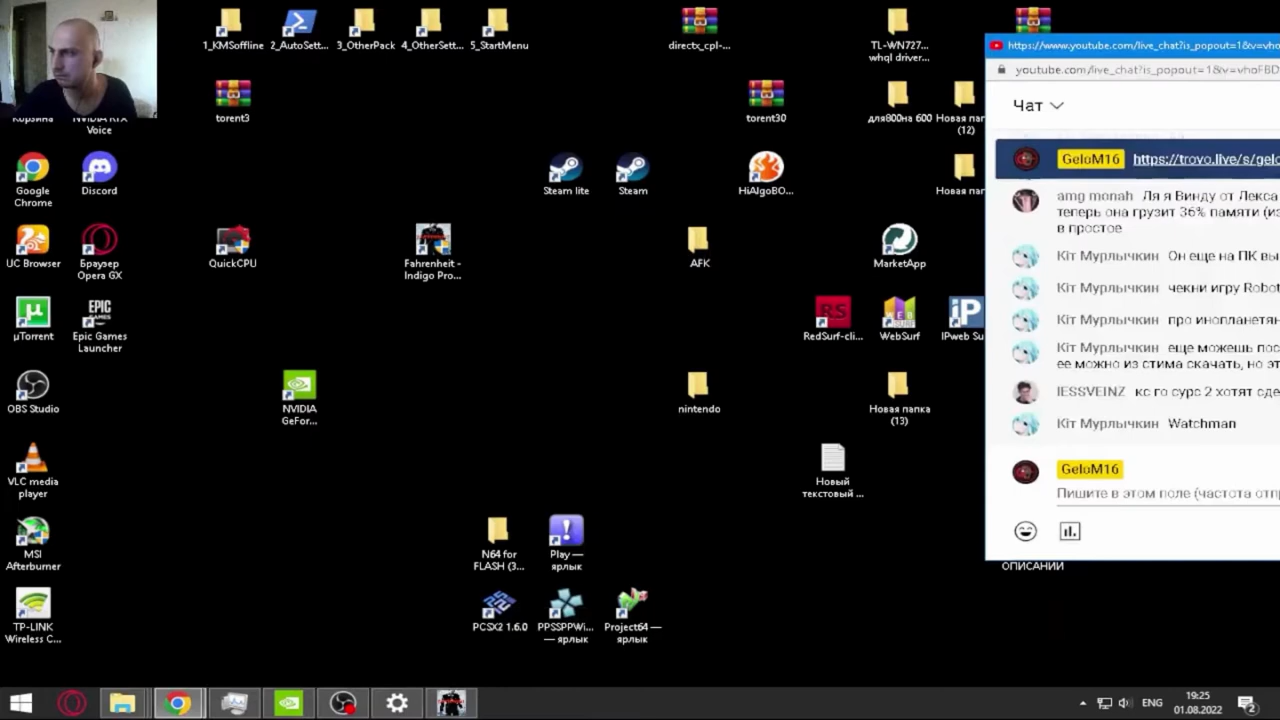 1_KMSoffline
2_AutoSett...
3_OtherPack
4_OtherSett...
5_StartMenu
directx_cpl-...
TL-WN727...
whql driver...
Voice
torent3
torent30
для800на 600
Новая пап
(12)
Google
Chrome
Discord
Steam lite
Steam
HiAlgoBO...
Новая пап
UC Browser
Браузер
Opera GX
QuickCPU
Fahrenheit -
Indigo Pro...
AFK
MarketApp
µTorrent
Epic Games
Launcher
RedSurf-cli...
WebSurf
IPweb Su
OBS Studio
NVIDIA
GeFor...
nintendo
Новая папка
(13)
VLC media
player
Новый
текстовый ...
MSI
Afterburner
N64 for
FLASH (3...
Play —
ярлык
ОПИСАНИИ
TP-LINK
Wireless C...
PCSX2 1.6.0
PPSSPPWi...
— ярлык
Project64 —
ярлык
https://www.youtube.com/live_chat?is_popout=1&v=vho
youtube.com/live_chat?is_popout=1&v=vhoFBD
Чат
GeloM16 https://trovo.live/s/gelo
amg monah Ля я Винду от Лекса
теперь она грузит 36% памяти (из
в простое
Кіт Мурлычкин Он еще на ПК вы
Кіт Мурлычкин чекни игру Robot
Кіт Мурлычкин про инопланетян
Кіт Мурлычкин еще можешь пос
ее можно из стима скачать, но эт
IESSVEINZ кс го сурс 2 хотят сде
Кіт Мурлычкин Watchman
GeloM16
Пишите в этом поле (частота отп
ENG
19:25
01.08.2022
2